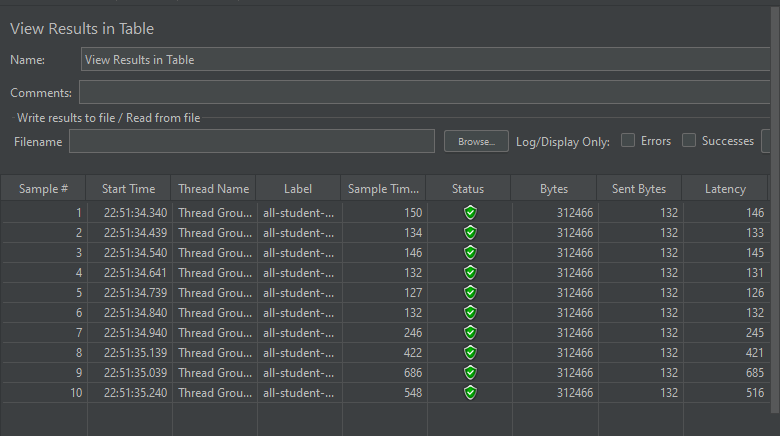 View Results in Table
Name: View Results in Table
Comments:
Write results to file / Read from file
Filename Browse... Log/Display Only: Errors Successes
Sample # Start Time Thread Name Label Sample Tim... Status Bytes Sent Bytes Latency
1 22:51:34.340 Thread Grou... all-student-... 150 312466 132 146
2 22:51:34.439 Thread Grou... all-student-... 134 312466 132 133
3 22:51:34.540 Thread Grou... all-student-... 146 312466 132 145
4 22:51:34.641 Thread Grou... all-student-... 132 312466 132 131
5 22:51:34.739 Thread Grou... all-student-... 127 312466 132 126
6 22:51:34.840 Thread Grou... all-student-... 132 312466 132 132
7 22:51:34.940 Thread Grou... all-student-... 246 312466 132 245
8 22:51:35.139 Thread Grou... all-student-... 422 312466 132 421
9 22:51:35.039 Thread Grou... all-student-... 686 312466 132 685
10 22:51:35.240 Thread Grou... all-student-... 548 312466 132 516